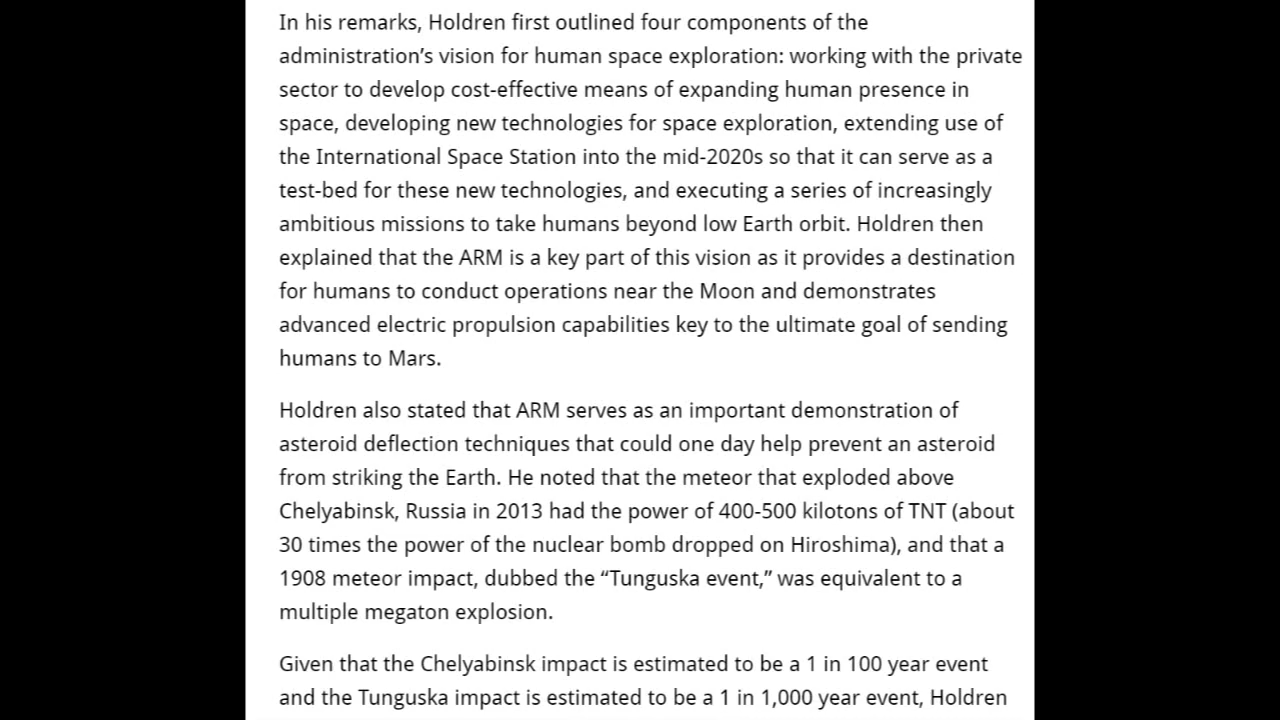 In his remarks, Holdren first outlined four components of the
administration’s vision for human space exploration: working with the private
sector to develop cost-effective means of expanding human presence in
space, developing new technologies for space exploration, extending use of
the International Space Station into the mid-2020s so that it can serve as a
test-bed for these new technologies, and executing a series of increasingly
ambitious missions to take humans beyond low Earth orbit. Holdren then
explained that the ARM is a key part of this vision as it provides a destination
for humans to conduct operations near the Moon and demonstrates
advanced electric propulsion capabilities key to the ultimate goal of sending
humans to Mars.
Holdren also stated that ARM serves as an important demonstration of
asteroid deflection techniques that could one day help prevent an asteroid
from striking the Earth. He noted that the meteor that exploded above
Chelyabinsk, Russia in 2013 had the power of 400-500 kilotons of TNT (about
30 times the power of the nuclear bomb dropped on Hiroshima), and that a
1908 meteor impact, dubbed the “Tunguska event,” was equivalent to a
multiple megaton explosion.
Given that the Chelyabinsk impact is estimated to be a 1 in 100 year event
and the Tunguska impact is estimated to be a 1 in 1,000 year event, Holdren